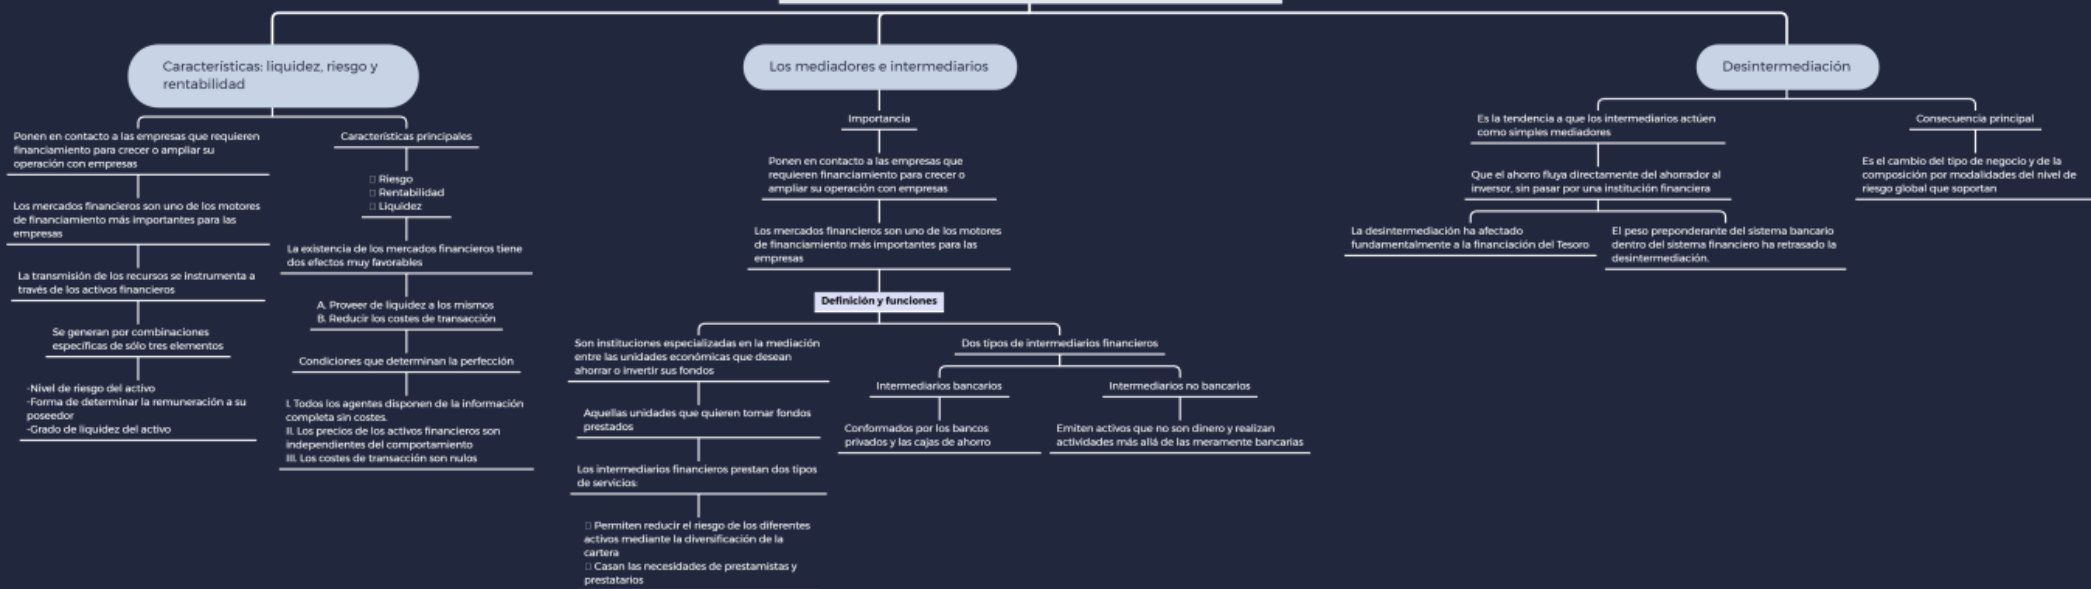 Características: liquidez, riesgo y
rentabilidad
Ponen en contacto a las empresas que requieren
financiamiento para crecer o ampliar su
operación con empresas
Los mercados financieros son uno de los motores
de financiamiento más importantes para las
empresas
La transmisión de los recursos se instrumenta a
través de los activos financieros
Se generan por combinaciones
específicas de sólo tres elementos
-Nivel de riesgo del activo
-Forma de determinar la remuneración a su
poseedor
-Grado de liquidez del activo
Características principales
Riesgo
Rentabilidad
Liquidez
La existencia de los mercados financieros tiene
dos efectos muy favorables
A. Proveer de liquidez a los mismos
B. Reducir los costes de transacción
Condiciones que determinan la perfección
I. Todos los agentes disponen de la información
completa sin costes.
II. Los precios de los activos financieros son
independientes del comportamiento
III. Los costes de transacción son nulos
Los mediadores e intermediarios
Importancia
Ponen en contacto a las empresas que
requieren financiamiento para crecer o
ampliar su operación con empresas
Los mercados financieros son uno de los motores
de financiamiento más importantes para las
empresas
Definición y funciones
Son instituciones especializadas en la mediación
entre las unidades económicas que desean
ahorrar o invertir sus fondos
Aquellas unidades que quieren tomar fondos
prestados
Los intermediarios financieros prestan dos tipos
de servicios:
Permiten reducir el riesgo de los diferentes
activos mediante la diversificación de la
cartera
Casan las necesidades de prestamistas y
prestatarios
Dos tipos de intermediarios financieros
Intermediarios bancarios
Conformados por los bancos
privados y las cajas de ahorro
Intermediarios no bancarios
Emiten activos que no son dinero y realizan
actividades más allá de las meramente bancarias
Desintermediación
Es la tendencia a que los intermediarios actúen
como simples mediadores
Que el ahorro fluya directamente del ahorrador al
inversor, sin pasar por una institución financiera
La desintermediación ha afectado
fundamentalmente a la financiación del Tesoro
El peso preponderante del sistema bancario
dentro del sistema financiero ha retrasado la
desintermediación.
Consecuencia principal
Es el cambio del tipo de negocio y de la
composición por modalidades del nivel de
riesgo global que soportan